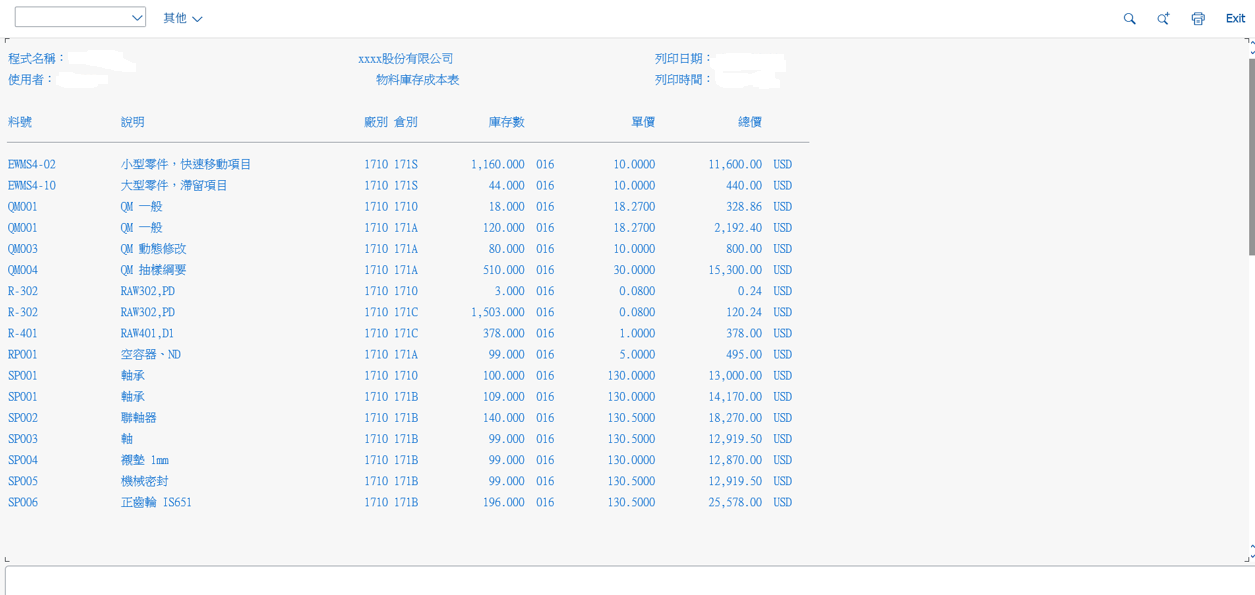 其他 Exit
程式名稱： xxxx股份有限公司 列印日期：
使用者： 物料庫存成本表 列印時間：
料號 說明 廠別 倉別 庫存數 單價 總價
EWMS4-02 小型零件，快速移動項目 1710 171S 1,160.000 016 10.0000 11,600.00 USD
EWMS4-10 大型零件，滯留項目 1710 171S 44.000 016 10.0000 440.00 USD
QM001 QM 一般 1710 1710 18.000 016 18.2700 328.86 USD
QM001 QM 一般 1710 171A 120.000 016 18.2700 2,192.40 USD
QM003 QM 動態修改 1710 171A 80.000 016 10.0000 800.00 USD
QM004 QM 抽樣綱要 1710 171A 510.000 016 30.0000 15,300.00 USD
R-302 RAW302,PD 1710 1710 3.000 016 0.0800 0.24 USD
R-302 RAW302,PD 1710 171C 1,503.000 016 0.0800 120.24 USD
R-401 RAW401,D1 1710 171C 378.000 016 1.0000 378.00 USD
RP001 空容器、ND 1710 171A 99.000 016 5.0000 495.00 USD
SP001 軸承 1710 1710 100.000 016 130.0000 13,000.00 USD
SP001 軸承 1710 171B 109.000 016 130.0000 14,170.00 USD
SP002 聯軸器 1710 171B 140.000 016 130.5000 18,270.00 USD
SP003 軸 1710 171B 99.000 016 130.5000 12,919.50 USD
SP004 襯墊 1mm 1710 171B 99.000 016 130.0000 12,870.00 USD
SP005 機械密封 1710 171B 99.000 016 130.5000 12,919.50 USD
SP006 正齒輪 IS651 1710 171B 196.000 016 130.5000 25,578.00 USD